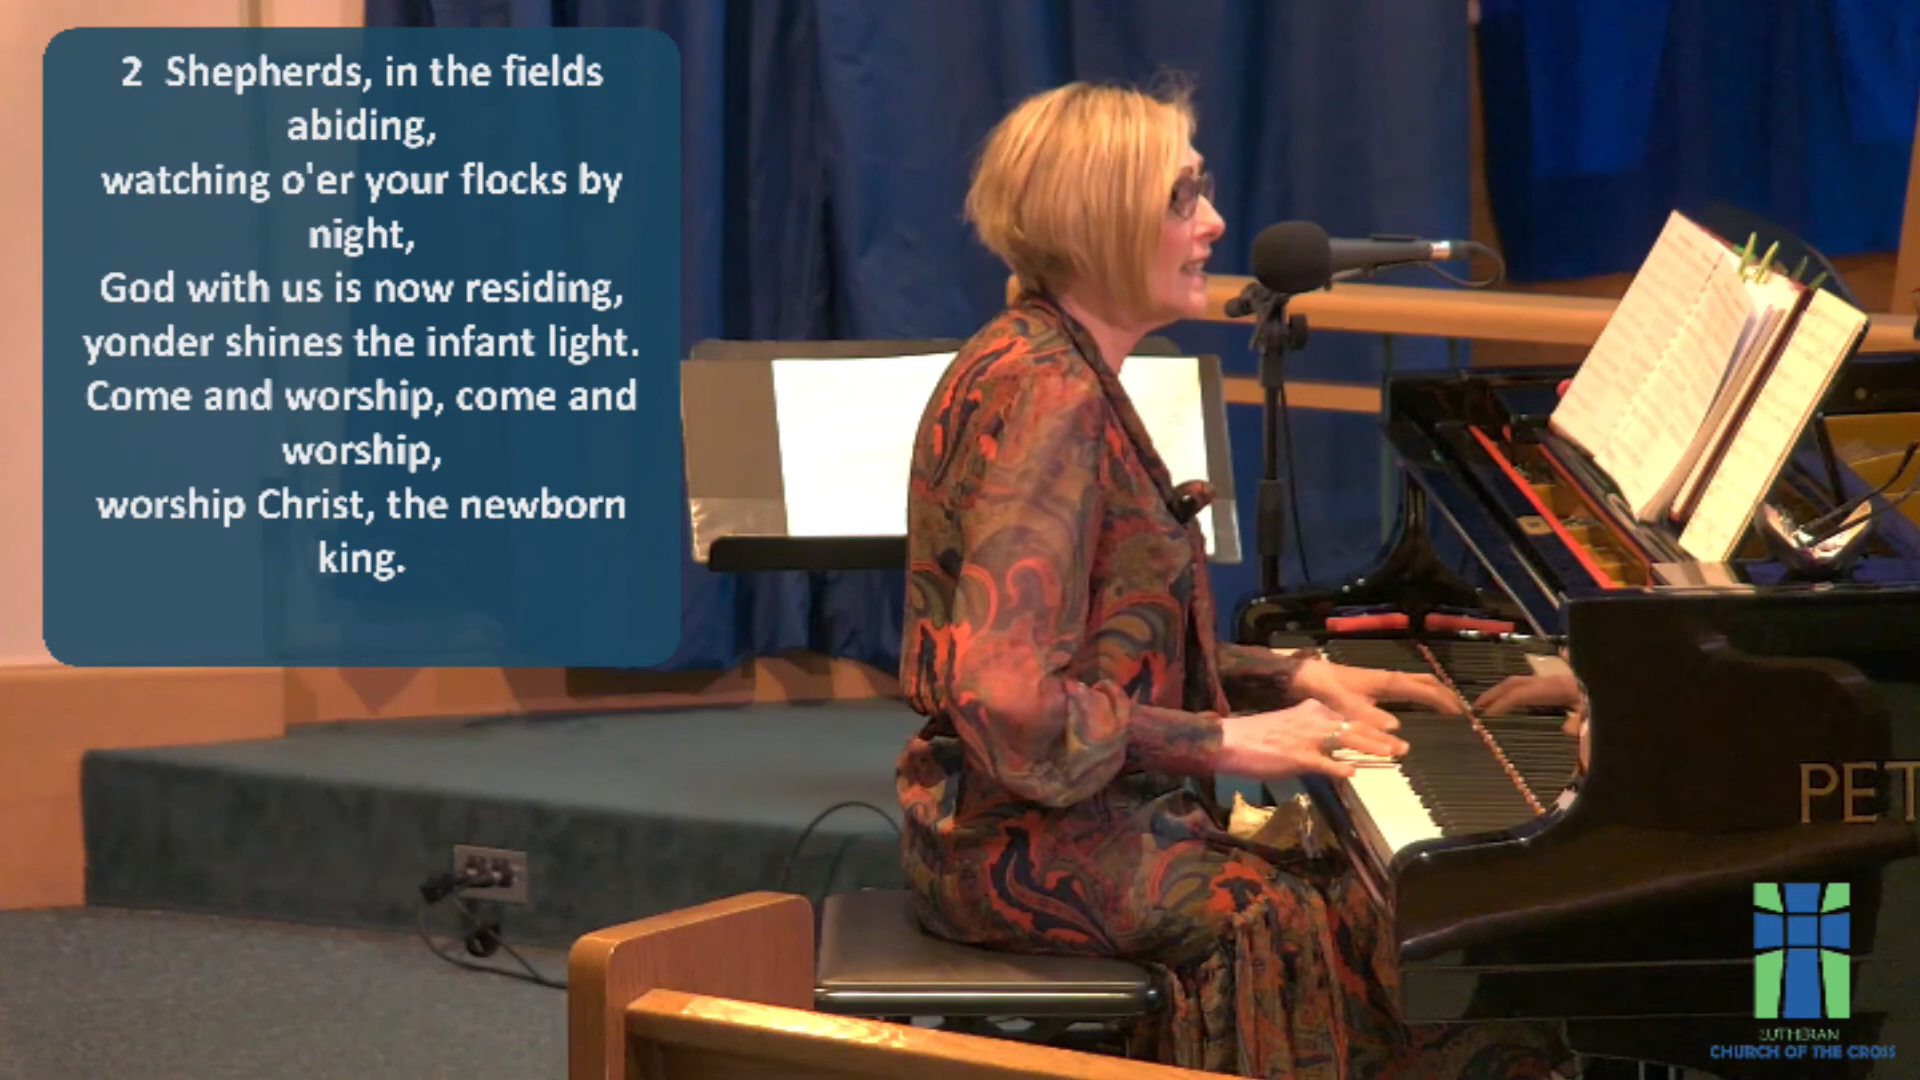 2 Shepherds, in the fields
abiding,
watching o'er your flocks by
night,
God with us is now residing,
yonder shines the infant light.
Come and worship, come and
worship,
worship Christ, the newborn
king.
PET
LUTHERAN
CHURCH OF THE CROSS